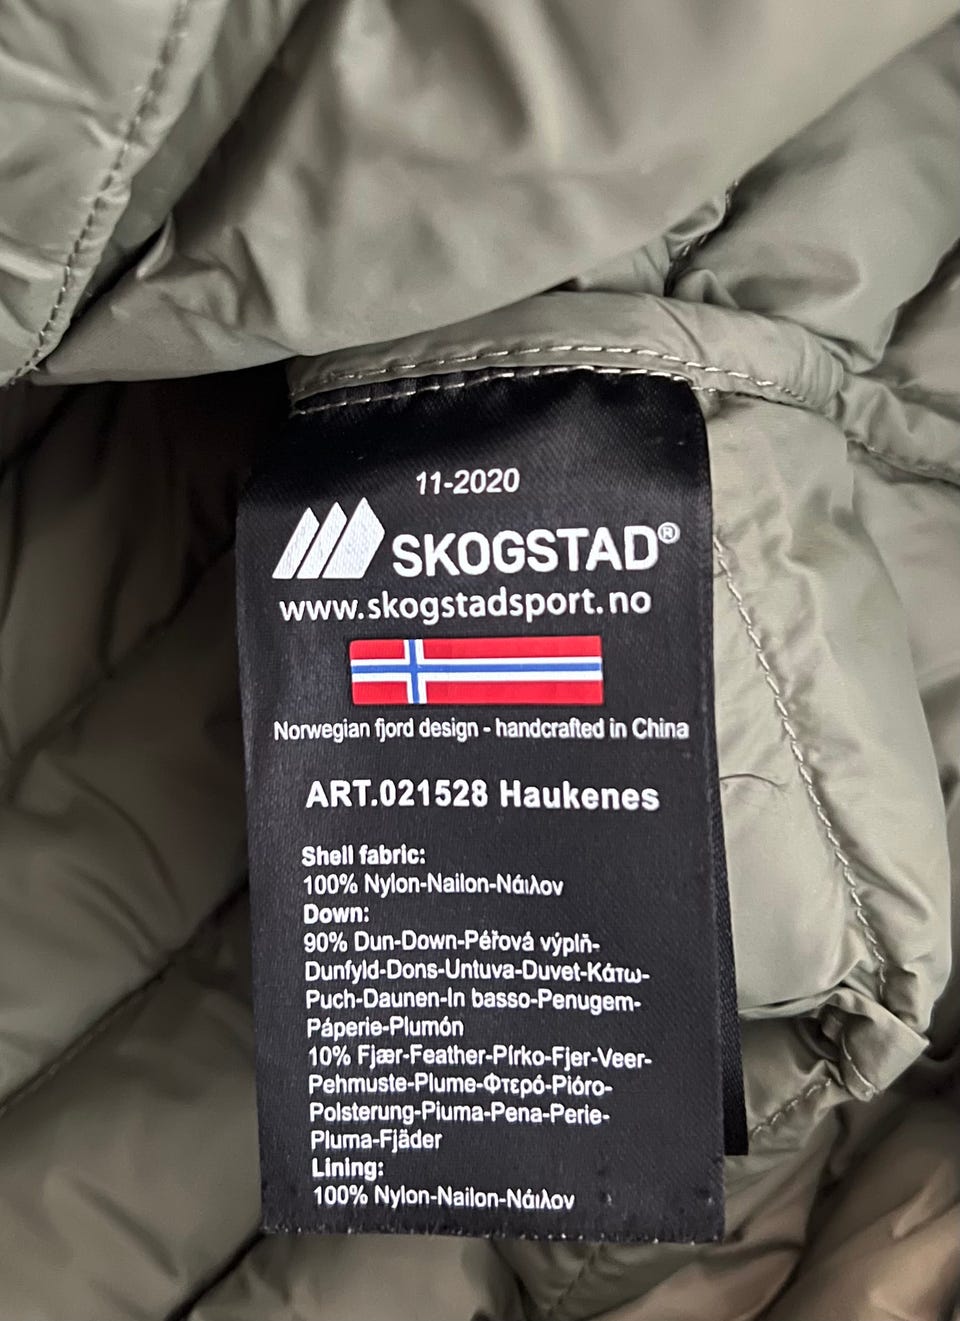 11-2020
SKOGSTAD®
www.skogstadsport.no
Norwegian fjord design - handcrafted in China
ART.021528 Haukenes
Shell fabric:
100% Nylon-Nailon-Νάιλον
Down:
90% Dun-Down-Péřová výplň-
Dunfyld-Dons-Untuva-Duvet-Κάτω-
Puch-Daunen-In basso-Penugem-
Páperie-Plumón
10% Fjær-Feather-Pírko-Fjer-Veer-
Pehmuste-Plume-Φτερό-Pióro-
Polsterung-Piuma-Pena-Perie-
Pluma-Fjäder
Lining:
100% Nylon-Nailon-Νάιλον